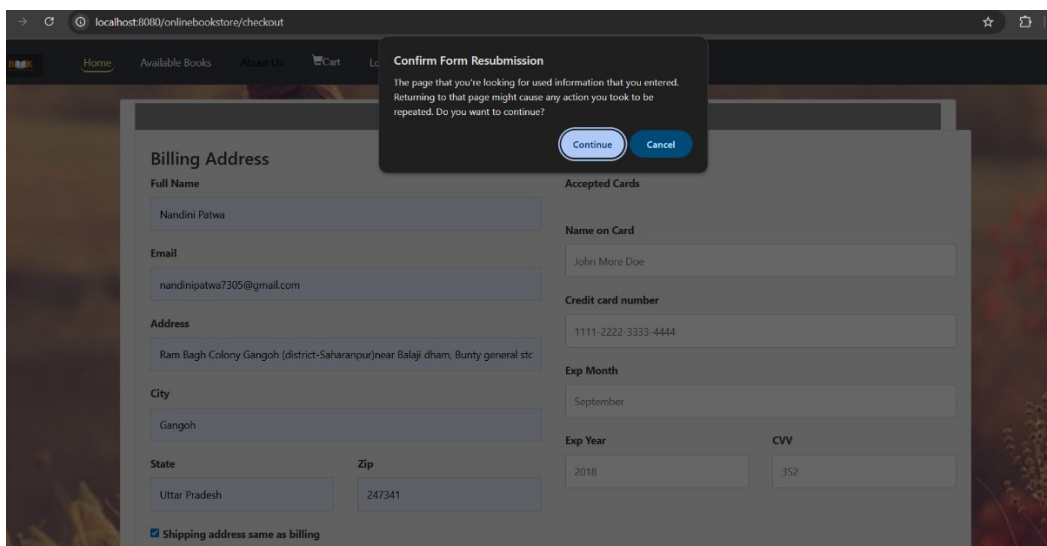 localhost:8080/onlinebookstore/checkout
Home Available Books About Us Cart
Confirm Form Resubmission
The page that you're looking for used information that you entered.
Returning to that page might cause any action you took to be
repeated. Do you want to continue?
Continue Cancel
Billing Address
Full Name
Nandini Patwa
Email
nandinipatwa7305@gmail.com
Address
Ram Bagh Colony Gangoh (district-Saharanpur)near Balaji dham, Bunty general
City
Gangoh
State Zip
Uttar Pradesh 247341
Shipping address same as billing
Accepted Cards
Name on Card
John More Doe
Credit card number
1111-2222-3333-4444
Exp Month
September
Exp Year CVV
2018 352